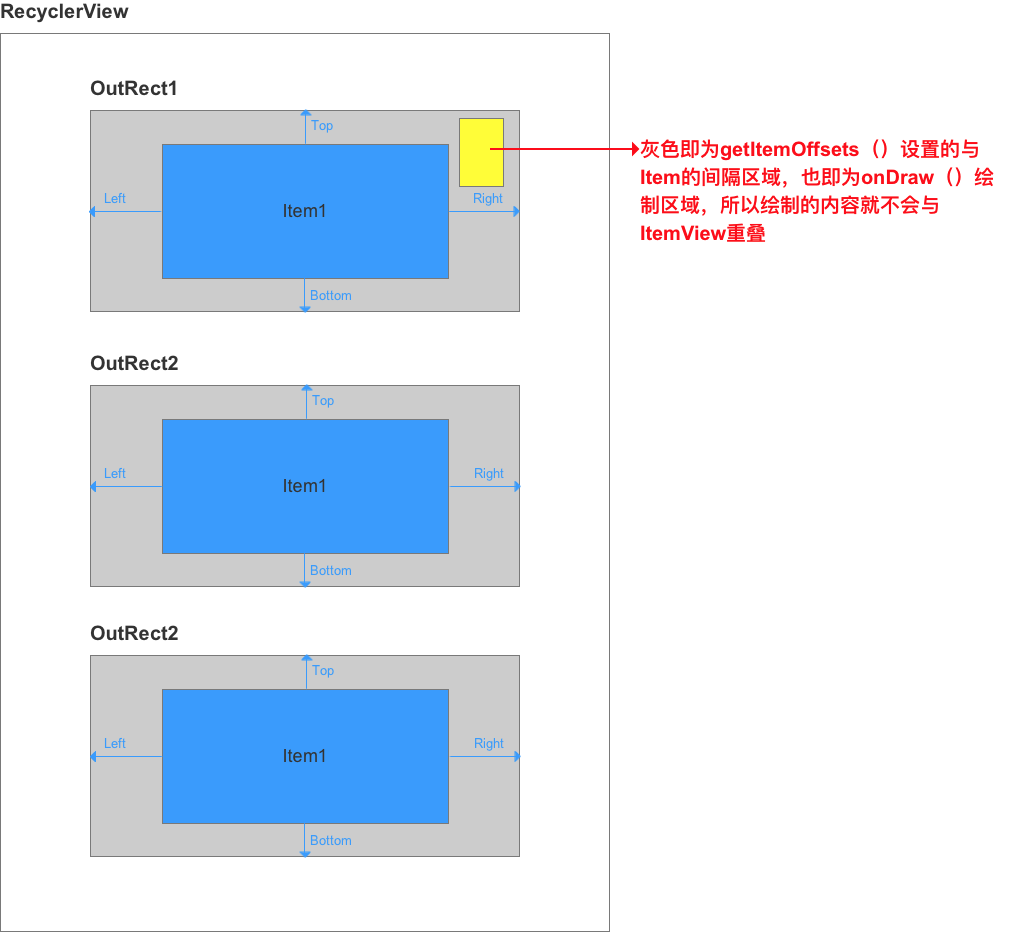 RecyclerView
OutRect1
Top
Left
Item1
Right
Bottom
灰色即为getItemOffsets（）设置的与
Item的间隔区域，也即为onDraw（）绘
制区域，所以绘制的内容就不会与
ItemView重叠
OutRect2
Top
Left
Item1
Right
Bottom
OutRect2
Top
Left
Item1
Right
Bottom